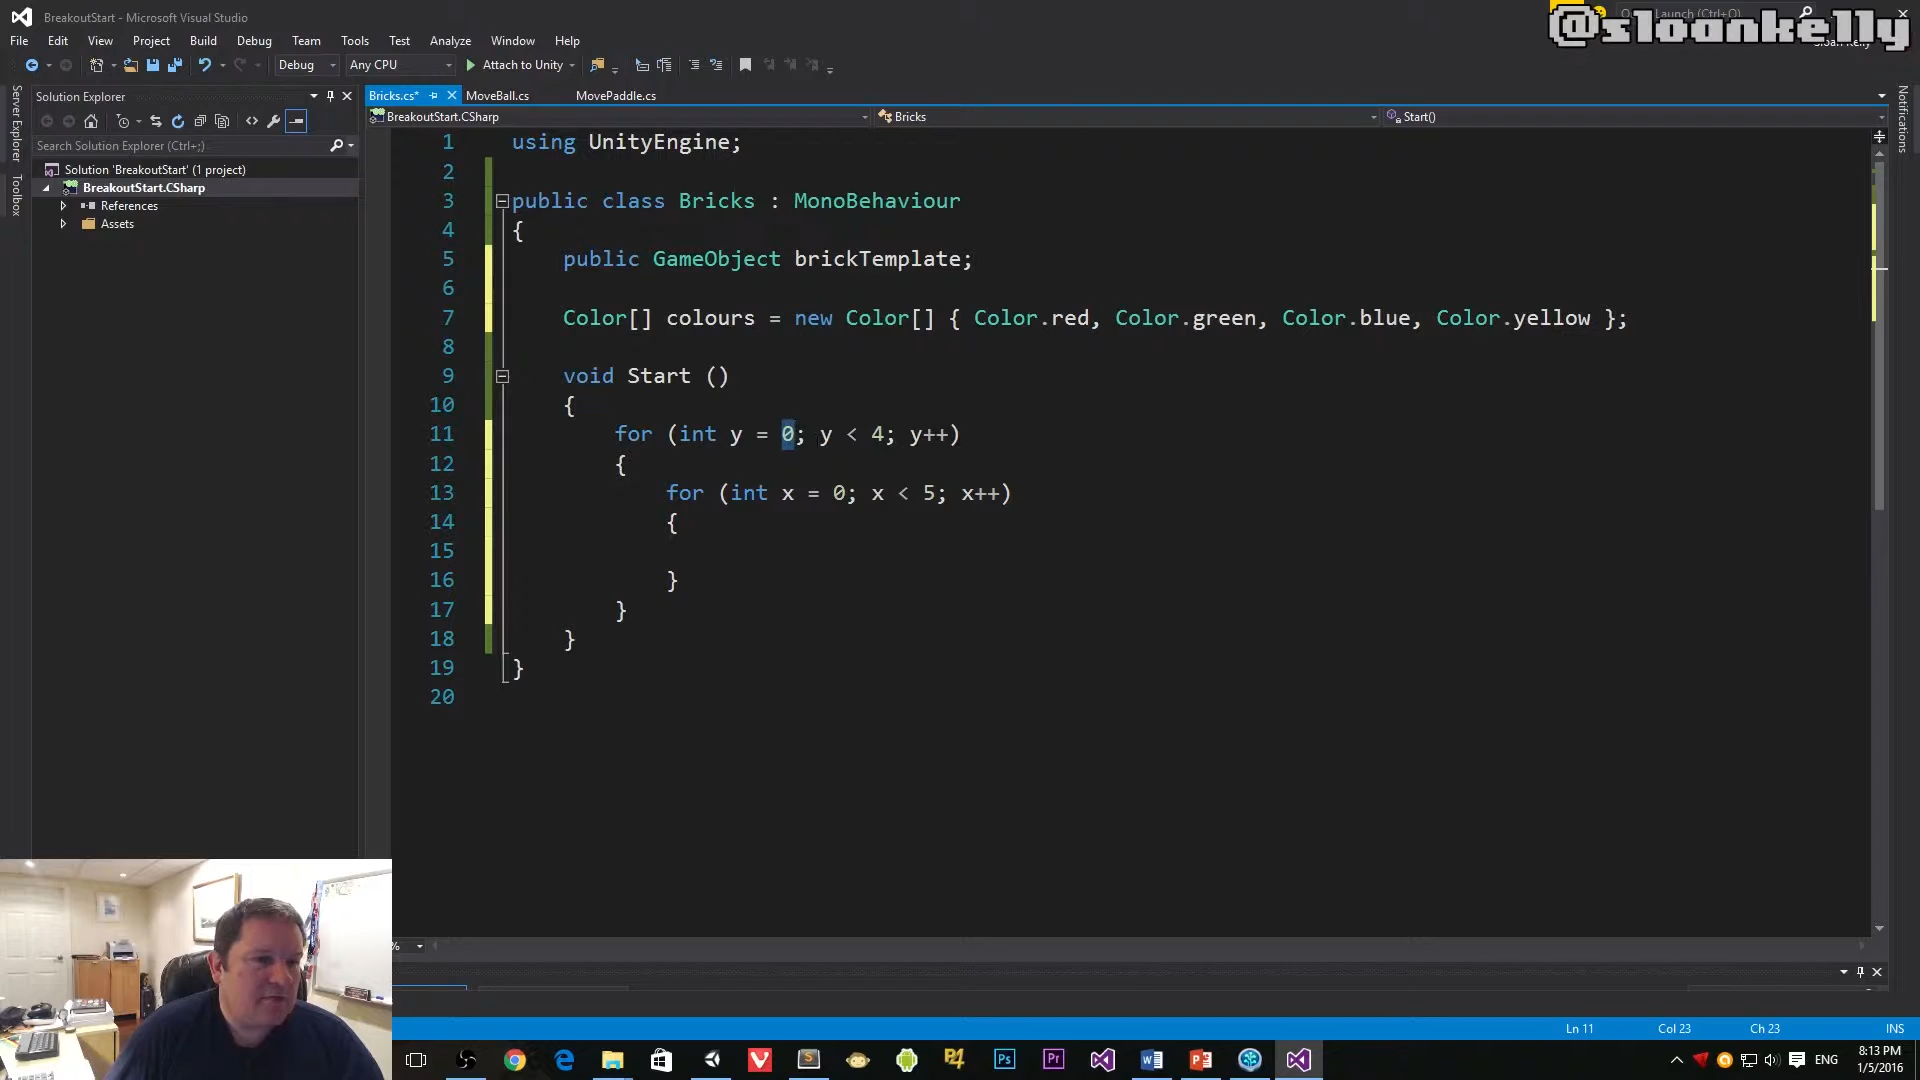 BreakoutStart - Microsoft Visual Studio
Launch (Ctrl+Q)
@sloankelly
File Edit View Project Build Debug Team Tools Test Analyze Window Help
Debug Any CPU Attach to Unity
Server Explorer
Toolbox
Notifications
Solution Explorer
Search Solution Explorer (Ctrl+;)
Solution 'BreakoutStart' (1 project)
BreakoutStart.CSharp
References
Assets
Bricks.cs* MoveBall.cs MovePaddle.cs
BreakoutStart.CSharp Bricks Start()
1 using UnityEngine;
2
3 public class Bricks : MonoBehaviour
4 {
5 public GameObject brickTemplate;
6
7 Color[] colours = new Color[] { Color.red, Color.green, Color.blue, Color.yellow };
8
9 void Start ()
10 {
11 for (int y = 0; y < 4; y++)
12 {
13 for (int x = 0; x < 5; x++)
14 {
15
16 }
17 }
18 }
19 }
20
%
Ln 11 Col 23 Ch 23 INS
ENG
8:13 PM
1/5/2016